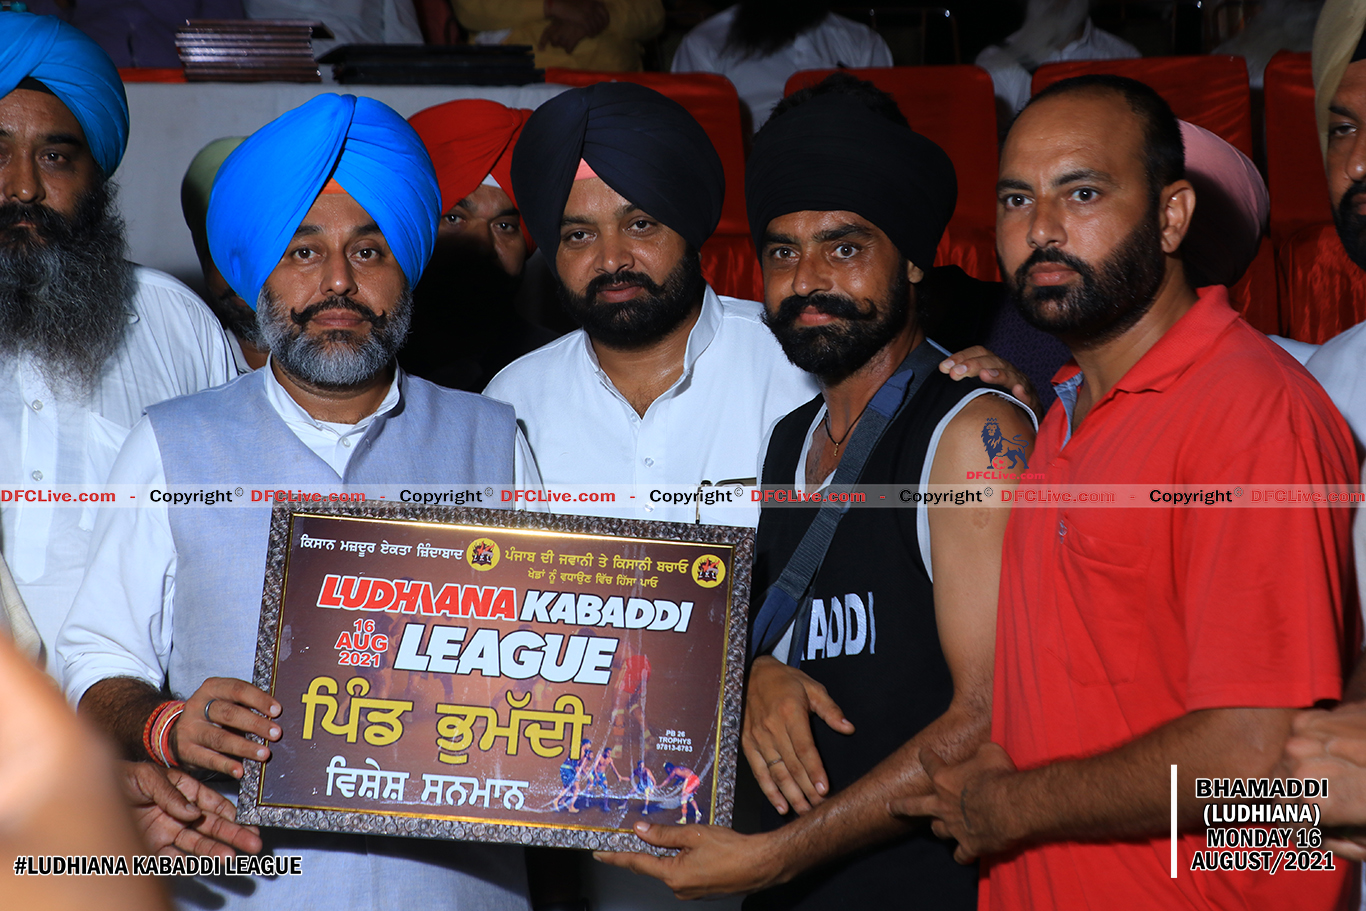 ਕਿਸਾਨ ਮਜ਼ਦੂਰ ਏਕਤਾ ਜ਼ਿੰਦਾਬਾਦ
ਪੰਜਾਬ ਦੀ ਜਵਾਨੀ ਤੇ ਕਿਸਾਨੀ ਬਚਾਓ
ਖੇਡਾਂ ਨੂੰ ਵਧਾਉਣ ਵਿੱਚ ਹਿੱਸਾ ਪਾਓ
LUDHIANA KABADDI
16
AUG
2021
LEAGUE
ਪਿੰਡ ਭੁਮੱਦੀ
ਵਿਸ਼ੇਸ਼ ਸਨਮਾਨ
PB 26
TROPHYS
97813-6783
ADDI
DFCLive.com
DFCLive.com - Copyright© DFCLive.com - Copyright© DFCLive.com - Copyright© DFCLive.com - Copyright© DFCLive.com - Copyright© DFCLive.com
#LUDHIANA KABADDI LEAGUE
BHAMADDI
(LUDHIANA)
MONDAY 16
AUGUST/2021